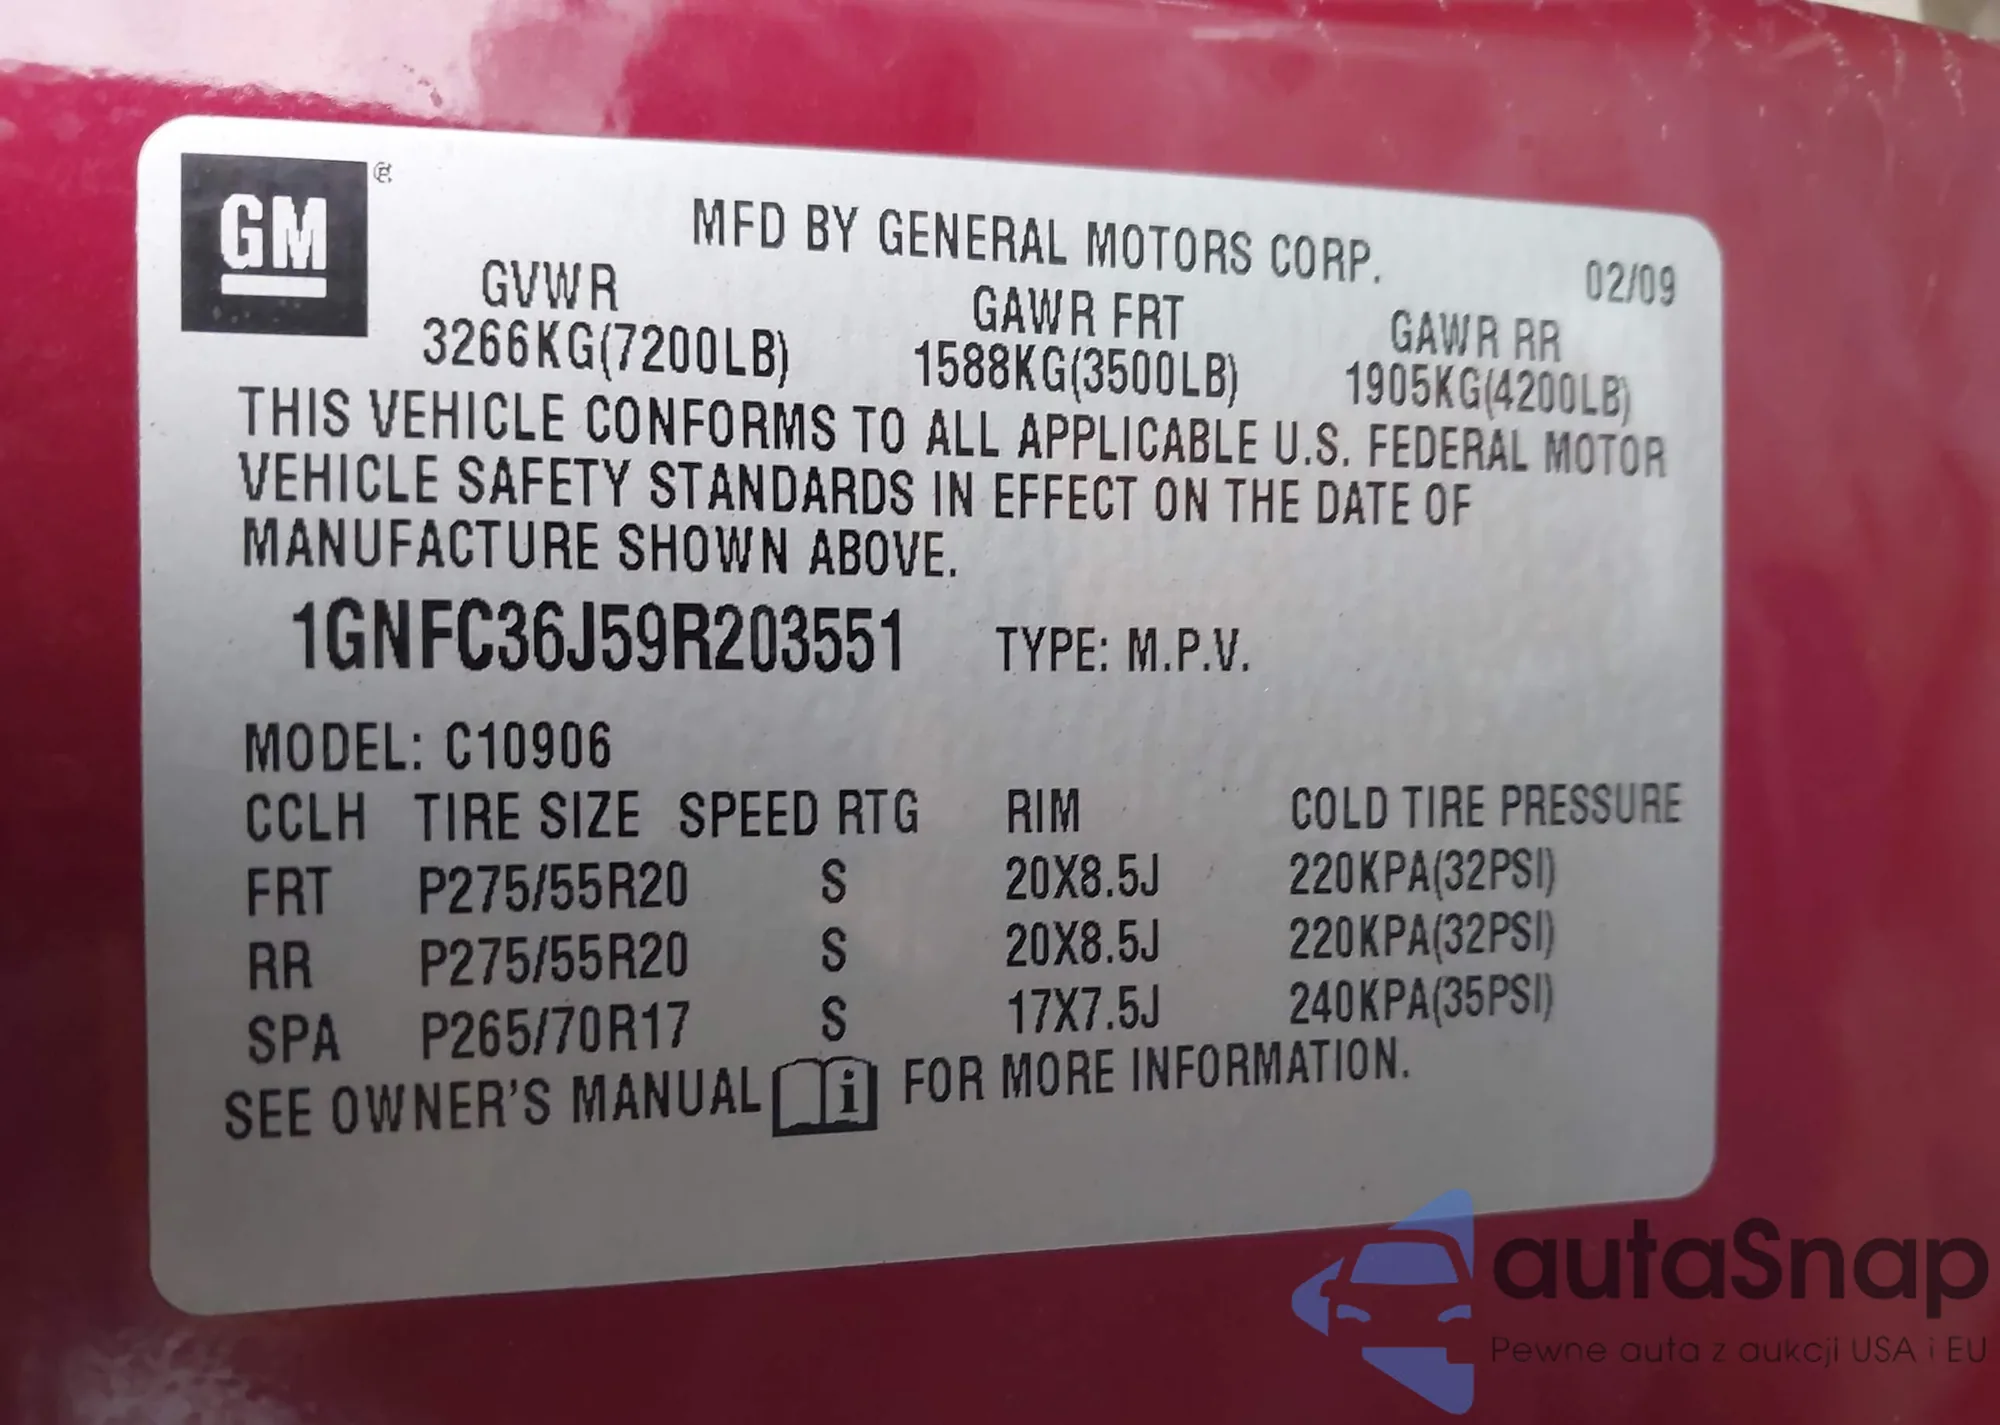 GM ®
MFD BY GENERAL MOTORS CORP.
02/09
GVWR GAWR FRT GAWR RR
3266KG(7200LB) 1588KG(3500LB) 1905KG(4200LB)
THIS VEHICLE CONFORMS TO ALL APPLICABLE U.S. FEDERAL MOTOR
VEHICLE SAFETY STANDARDS IN EFFECT ON THE DATE OF
MANUFACTURE SHOWN ABOVE.
1GNFC36J59R203551 TYPE: M.P.V.
MODEL: C10906
CCLH TIRE SIZE SPEED RTG RIM COLD TIRE PRESSURE
FRT P275/55R20 S 20X8.5J 220KPA(32PSI)
RR P275/55R20 S 20X8.5J 220KPA(32PSI)
SPA P265/70R17 S 17X7.5J 240KPA(35PSI)
SEE OWNER'S MANUAL i FOR MORE INFORMATION.
autaSnap
Pewne auta z aukcji USA i EU